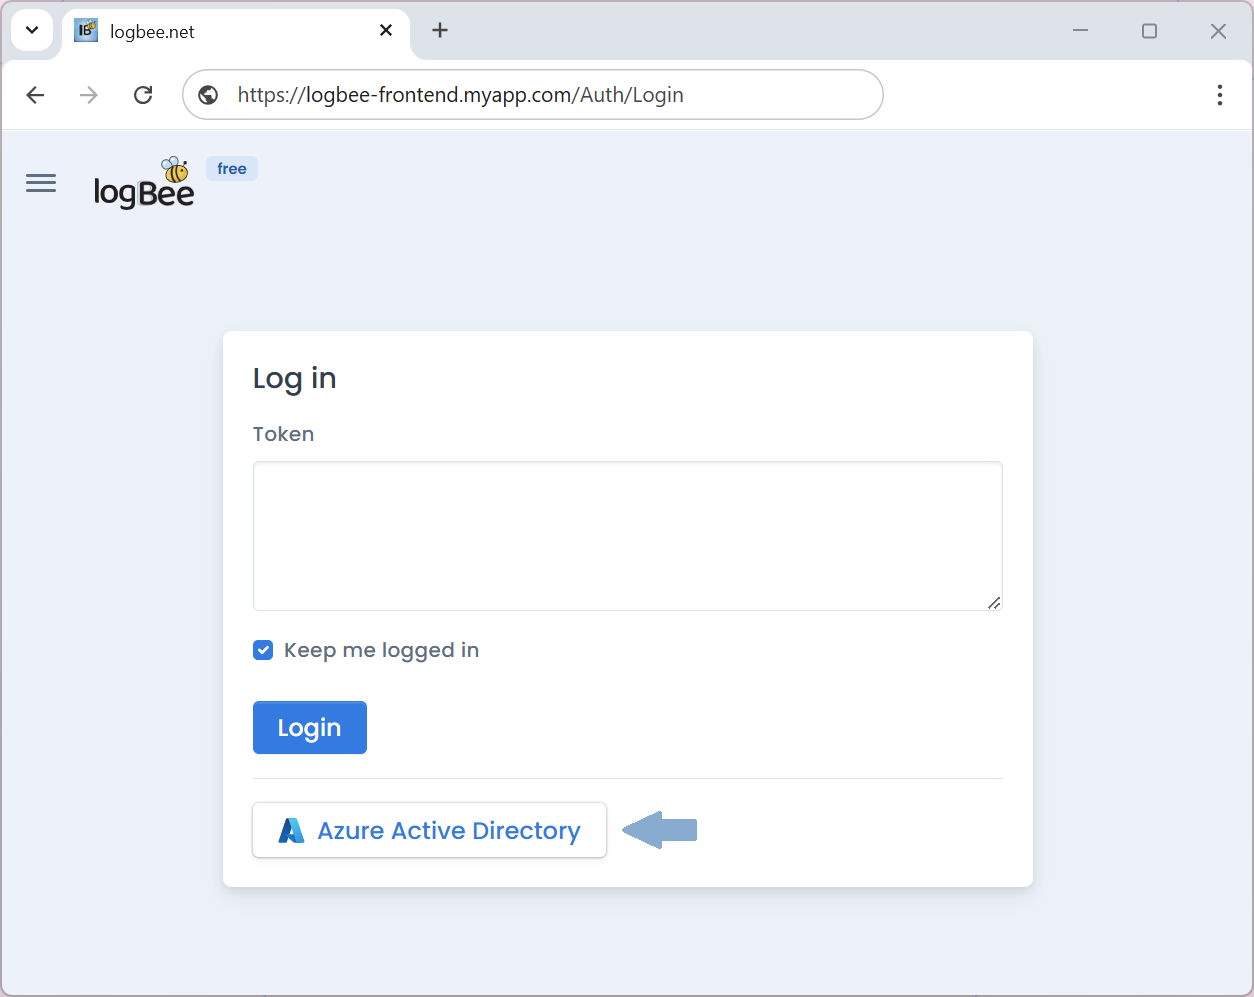 logbee.net
https://logbee-frontend.myapp.com/Auth/Login
logBee
free
Log in
Token
Keep me logged in
Login
Azure Active Directory